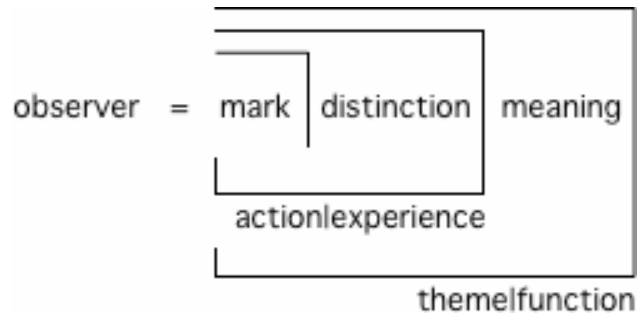 observer = mark distinction meaning
action|experience
theme|function